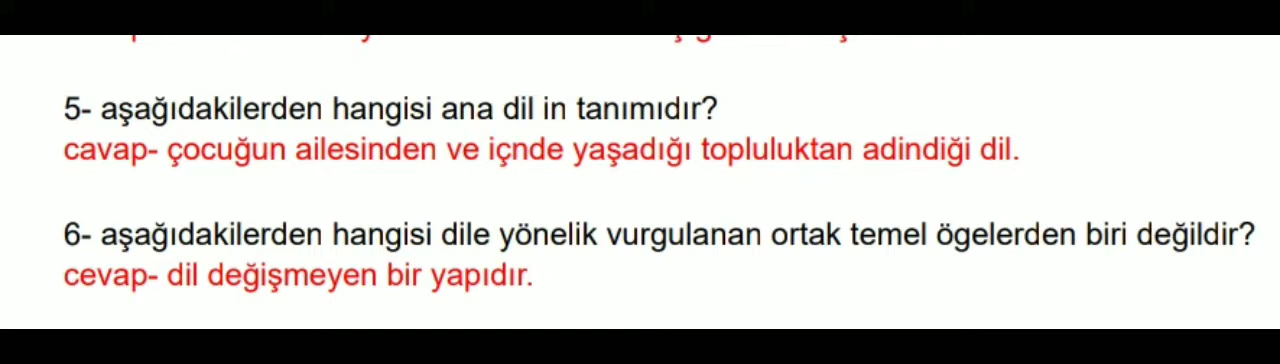 5- aşağıdakilerden hangisi ana dil in tanımıdır?
cavap- çocuğun ailesinden ve içnde yaşadığı topluluktan adindiği dil.
6- aşağıdakilerden hangisi dile yönelik vurgulanan ortak temel ögelerden biri değildir?
cevap- dil değişmeyen bir yapıdır.